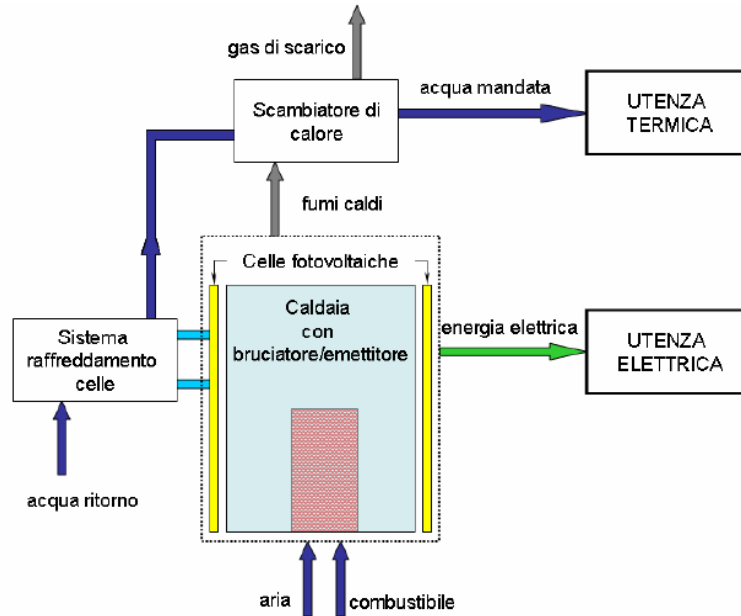 gas di scarico
acqua mandata
Scambiatore di
calore
UTENZA
TERMICA
fumi caldi
Celle fotovoltaiche
Caldaia
con
bruciatore/emettitore
energia elettrica
UTENZA
ELETTRICA
Sistema
raffreddamento
celle
acqua ritorno
aria
combustibile